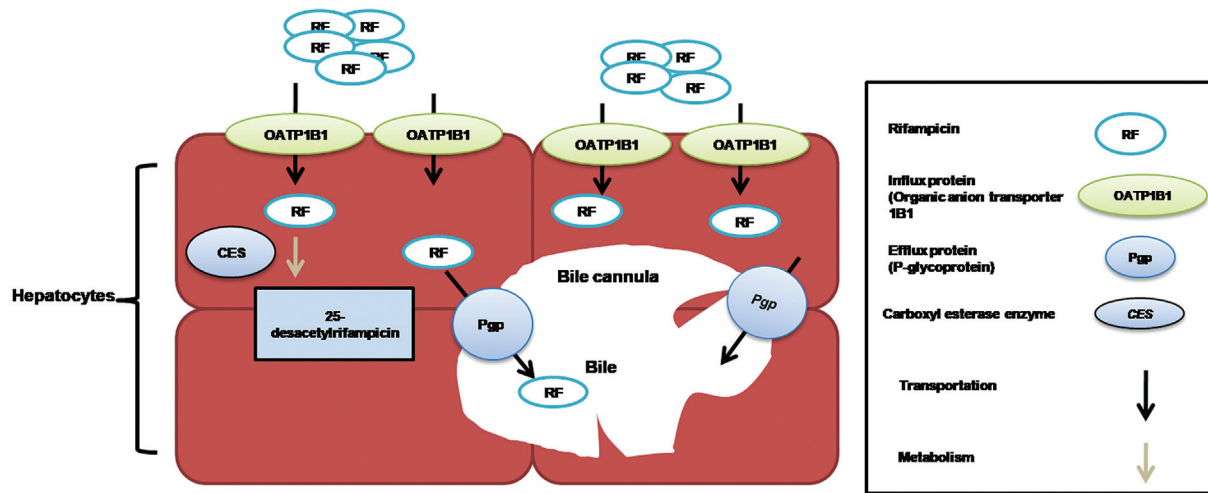 RF
RF
RF
RF
RF
RF
RF
RF
RF
OATP1B1
OATP1B1
OATP1B1
OATP1B1
RF
RF
RF
CES
RF
Hepatocytes
25-
desacetylrifampicin
Pgp
Bile cannula
Pgp
Bile
RF
Rifampicin
RF
Influx protein
(Organic anion transporter
1B1
OATP1B1
Efflux protein
(P-glycoprotein)
Pgp
Carboxyl esterase enzyme
CES
Transportation
Metabolism